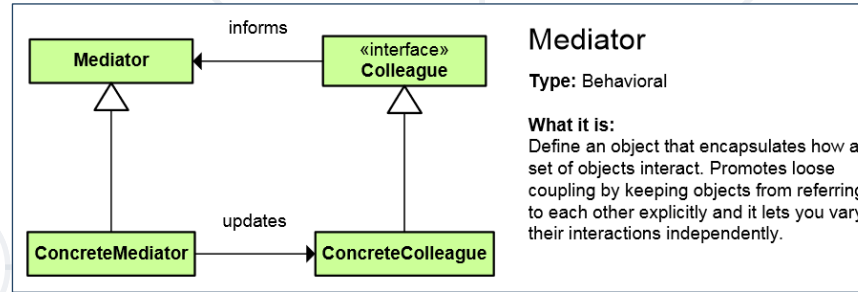 informs
Mediator
«interface»
Colleague
updates
ConcreteMediator
ConcreteColleague
Mediator
Type: Behavioral
What it is:
Define an object that encapsulates how a
set of objects interact. Promotes loose
coupling by keeping objects from referring
to each other explicitly and it lets you vary
their interactions independently.